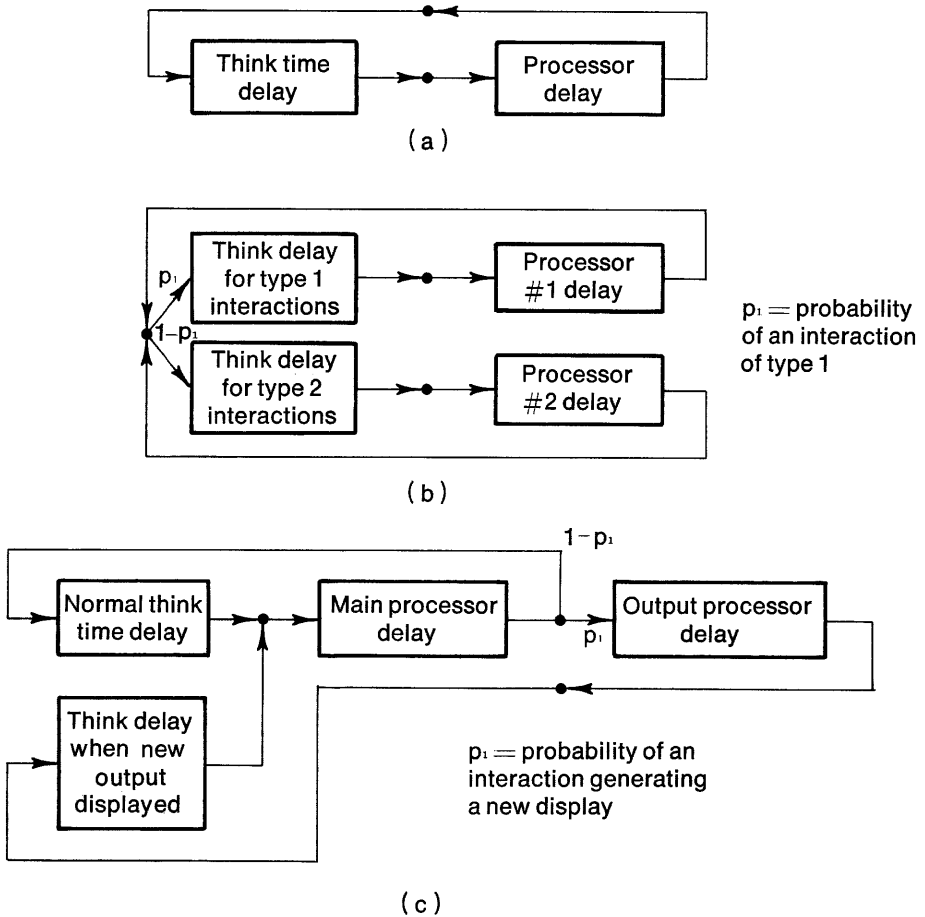 Think time
delay
Processor
delay
(a)
p₁
Think delay
for type 1
interactions
Processor
#1 delay
1-p₁
Think delay
for type 2
interactions
Processor
#2 delay
p₁ = probability
of an interaction
of type 1
(b)
1-p₁
Normal think
time delay
Main processor
delay
p₁
Output processor
delay
Think delay
when new
output
displayed
p₁ = probability of an
interaction generating
a new display
(c)